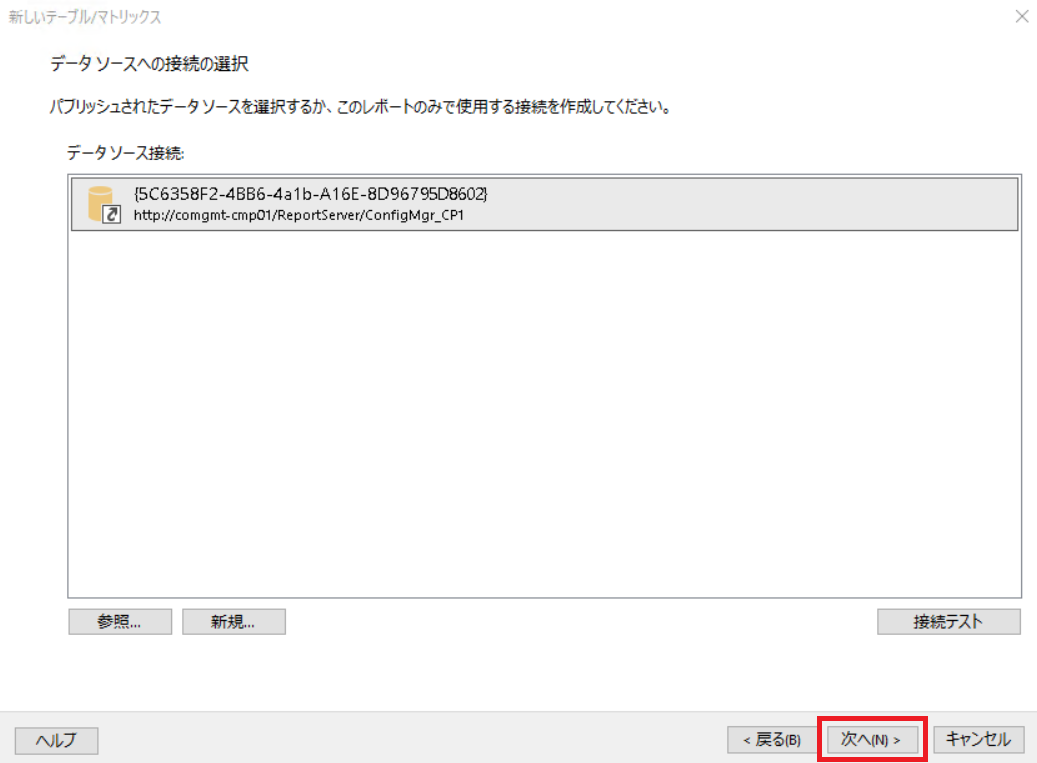 新しいテーブル/マトリックス
データ ソースへの接続の選択
パブリッシュされたデータ ソースを選択するか、このレポートのみで使用する接続を作成してください。
データ ソース接続:
{5C6358F2-4BB6-4a1b-A16E-8D96795D8602}
http://comgmt-cmp01/ReportServer/ConfigMgr_CP1
参照... 新規... 接続テスト
ヘルプ < 戻る(B) 次へ(N) > キャンセル